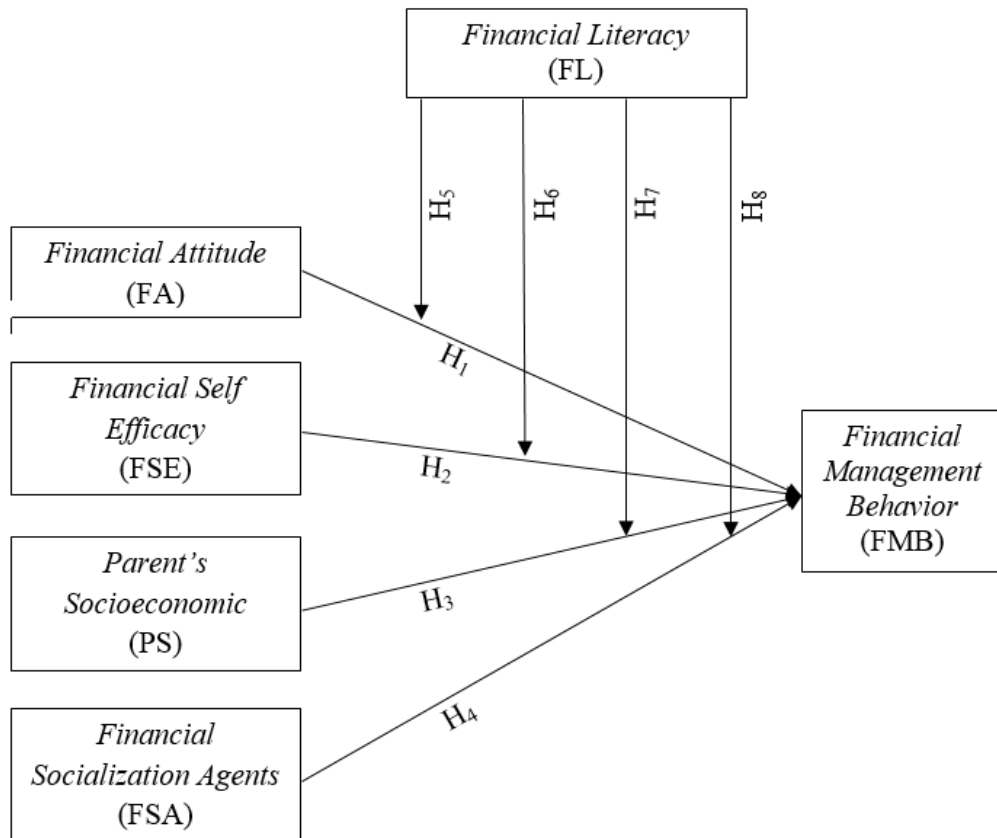 Financial Literacy
(FL)
H₅
H₆
H₇
H₈
Financial Attitude
(FA)
H₁
Financial Self
Efficacy
(FSE)
H₂
Financial
Management
Behavior
(FMB)
Parent’s
Socioeconomic
(PS)
H₃
Financial
Socialization Agents
(FSA)
H₄